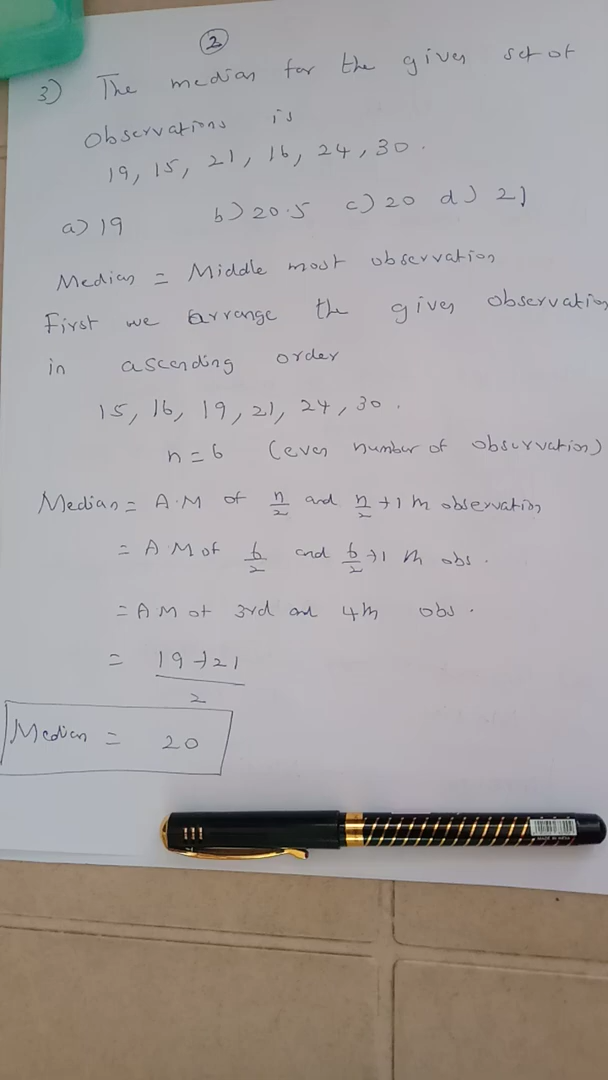 2
3) The median for the given set of
observations is
19, 15, 21, 16, 24, 30.
a) 19 b) 20.5 c) 20 d) 21
Median = Middle most observation
First we arrange the given observation
in ascending order
15, 16, 19, 21, 24, 30.
n = 6 (even number of observation)
Median = A.M of n/2 and n/2 +1 th observation
= A.M of 6/2 and 6/2 +1 th obs.
= A M of 3rd and 4th obs.
= 19+21/2
Median = 20
MADE IN INDIA